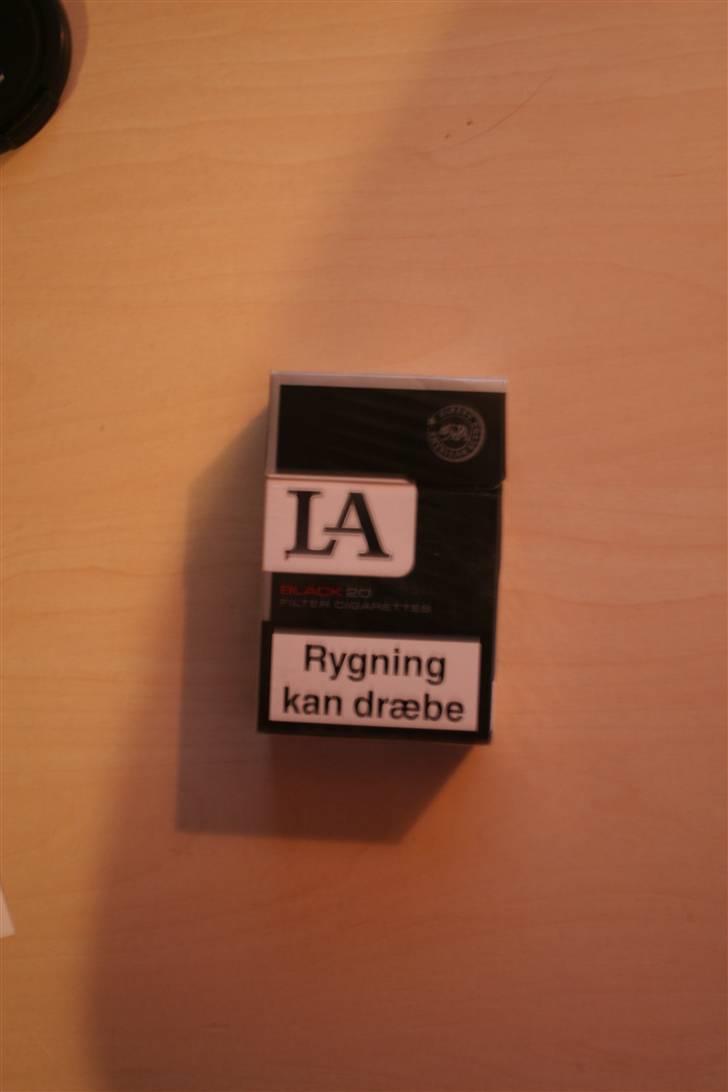 LA
BLACK 20
FILTER CIGARETTES
Rygning
kan dræbe